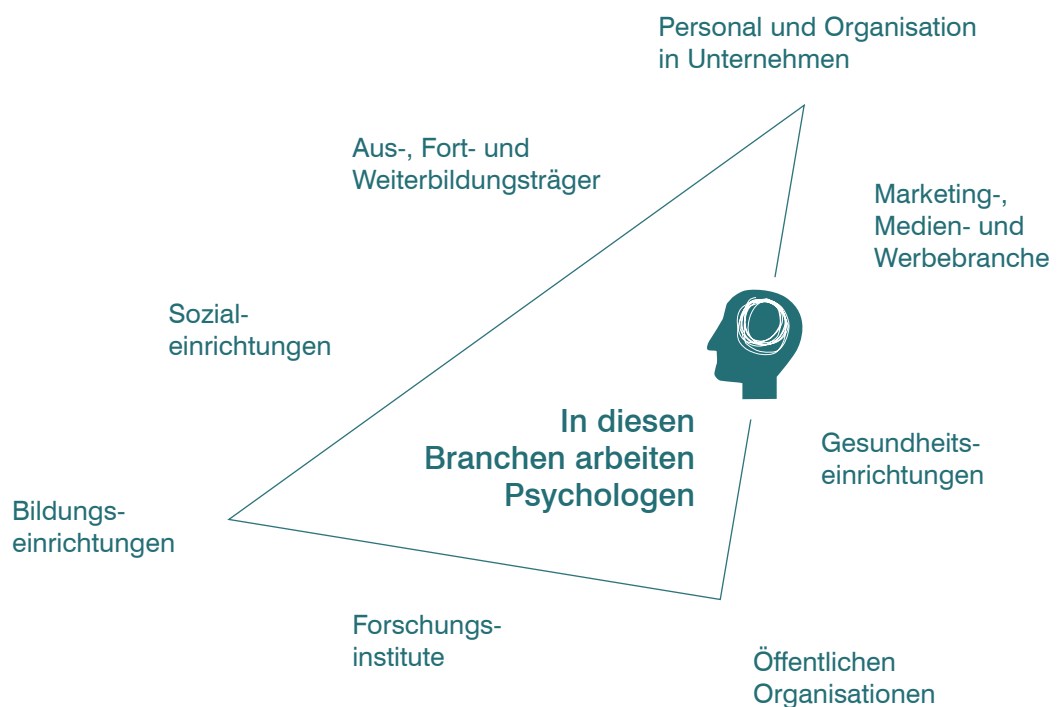 Personal und Organisation
in Unternehmen
Aus-, Fort- und
Weiterbildungsträger
Marketing-,
Medien- und
Werbebranche
Sozial-
einrichtungen
In diesen
Branchen arbeiten
Psychologen
Gesundheits-
einrichtungen
Bildungs-
einrichtungen
Forschungs-
institute
Öffentlichen
Organisationen